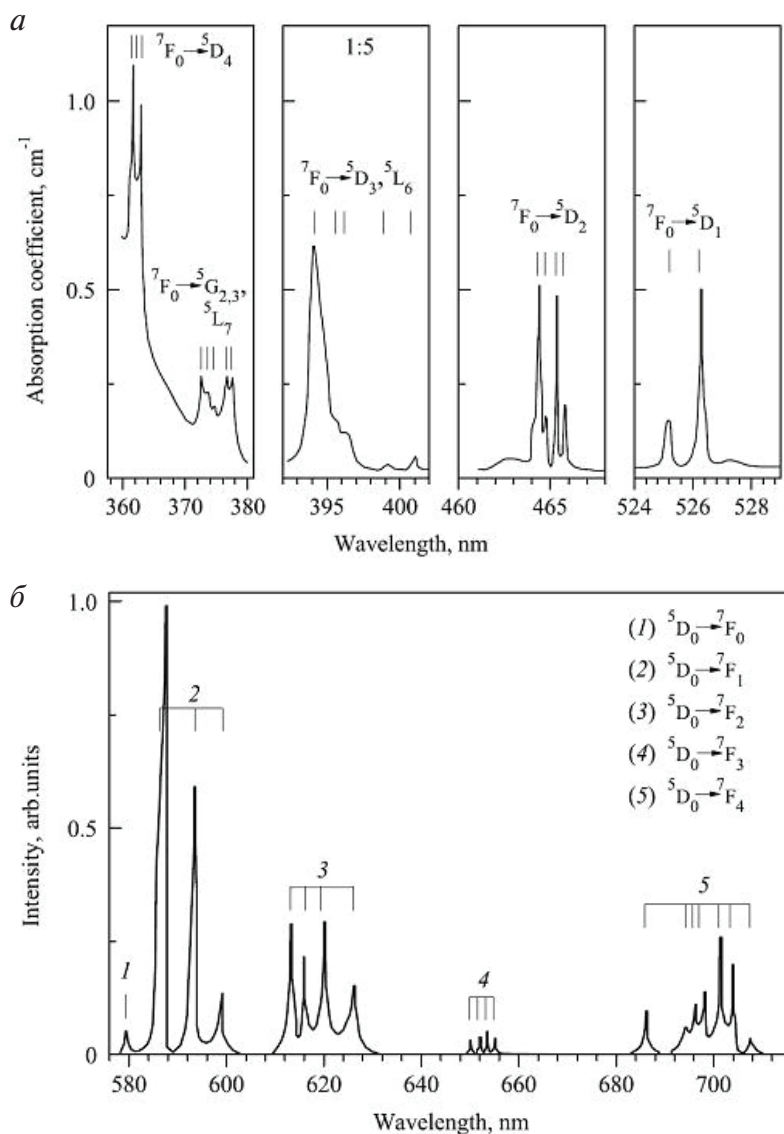 а
⁷F₀→⁵D₄
1:5
⁷F₀→⁵D₃,⁵L₆
⁷F₀→⁵D₂
⁷F₀→⁵D₁
⁷F₀→⁵G₂,₃,
⁵L₇
Absorption coefficient, cm⁻¹
1.0
0.5
0
360 370 380 395 400 460 465 524 526 528
Wavelength, nm
б
1.0
0.5
0
Intensity, arb.units
1
2
3
4
5
(1) ⁵D₀→⁷F₀
(2) ⁵D₀→⁷F₁
(3) ⁵D₀→⁷F₂
(4) ⁵D₀→⁷F₃
(5) ⁵D₀→⁷F₄
580 600 620 640 660 680 700
Wavelength, nm